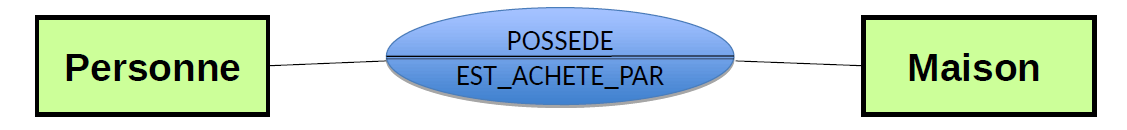 Personne
POSSEDE
EST_ACHETE_PAR
Maison